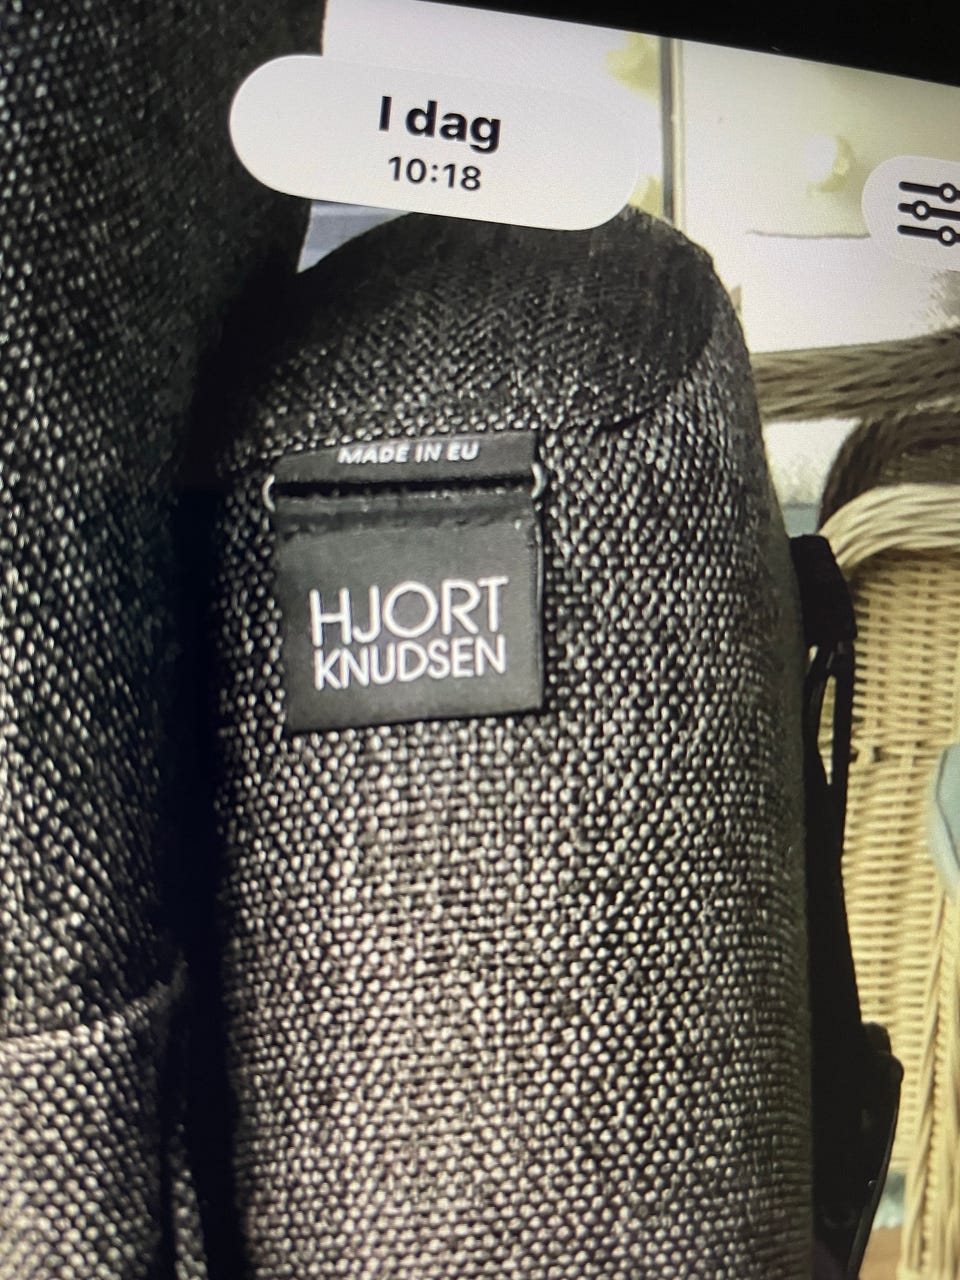 I dag
10:18
MADE IN EU
HJORT
KNUDSEN